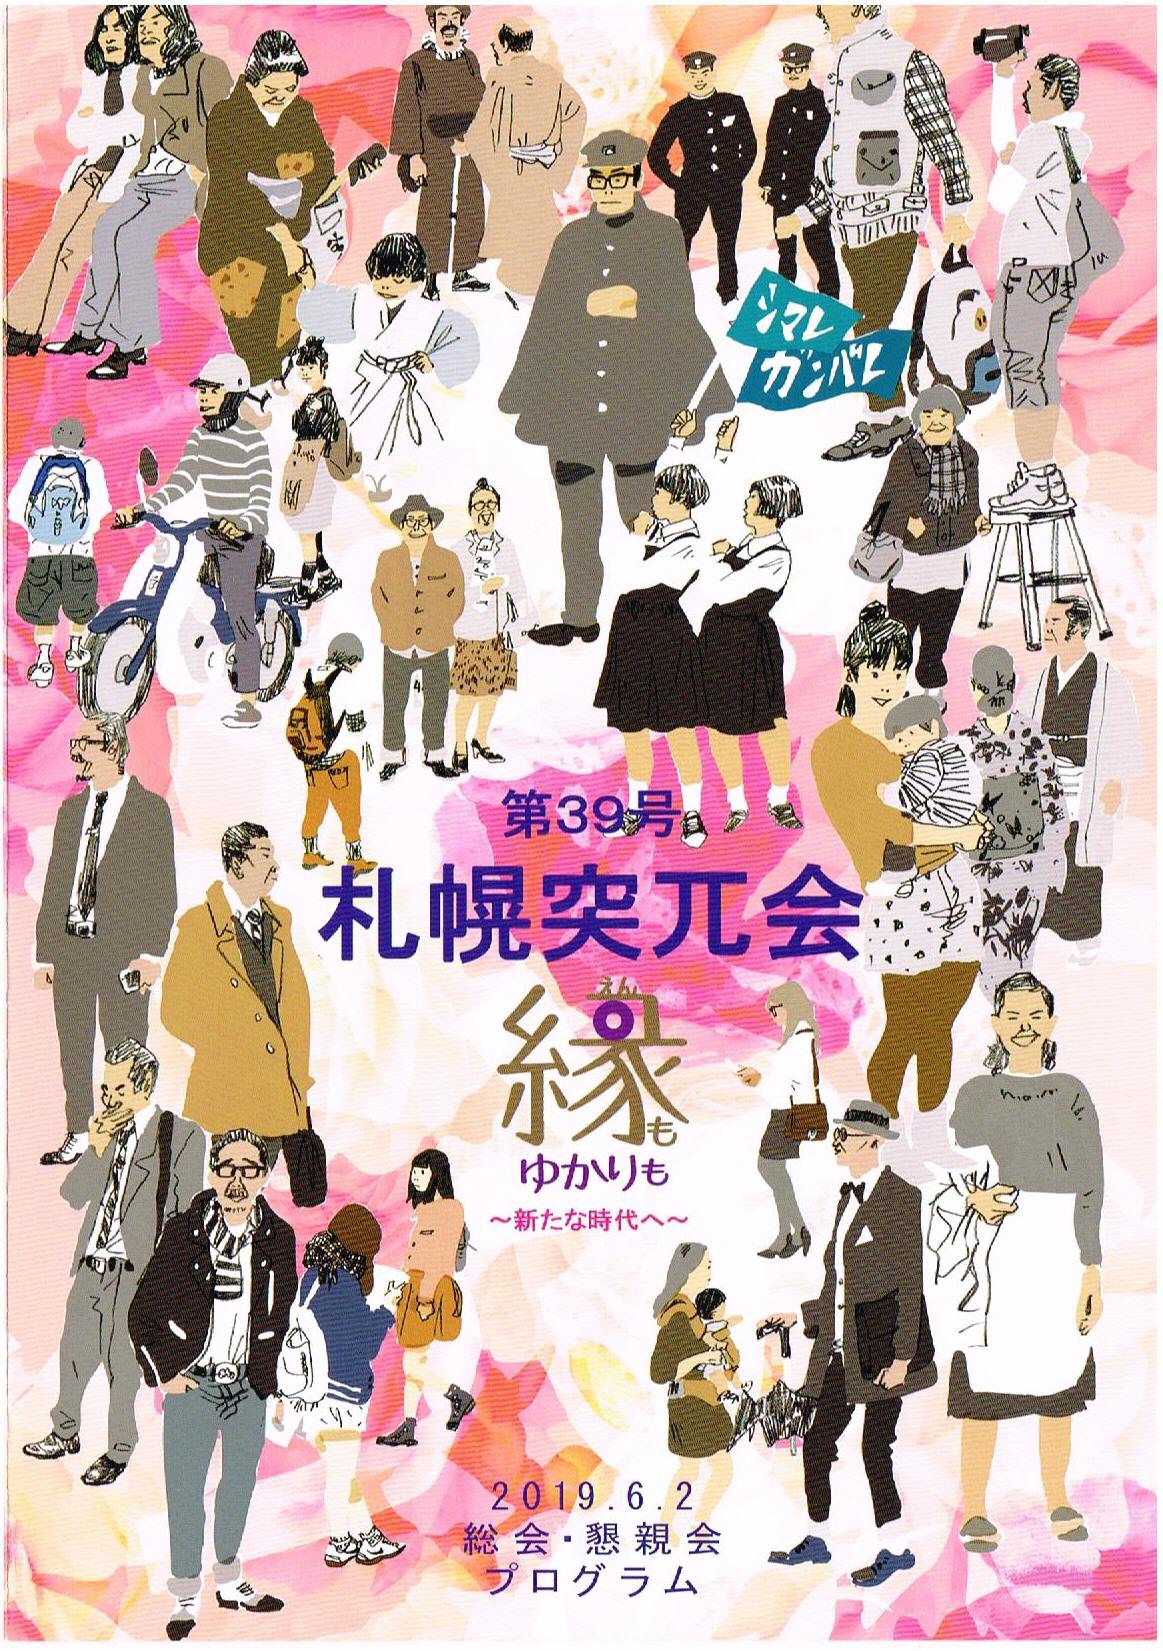 シマレ
ガンバレ
第39号
札幌突兀会
えん
縁も
ゆかりも
〜新たな時代へ〜
2019.6.2
総会・懇親会
プログラム